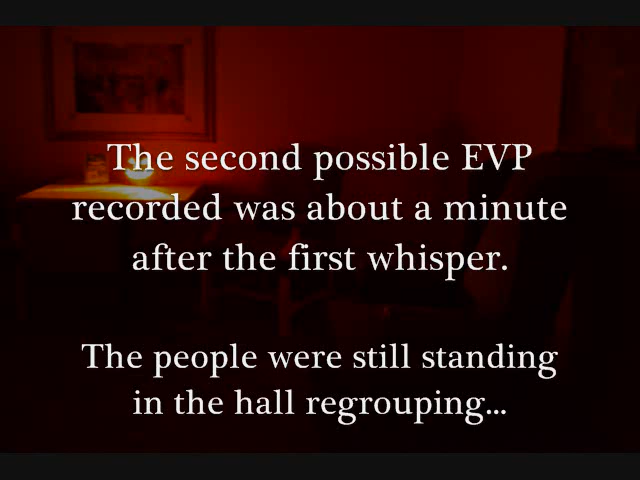 The second possible EVP
recorded was about a minute
after the first whisper.
The people were still standing
in the hall regrouping...